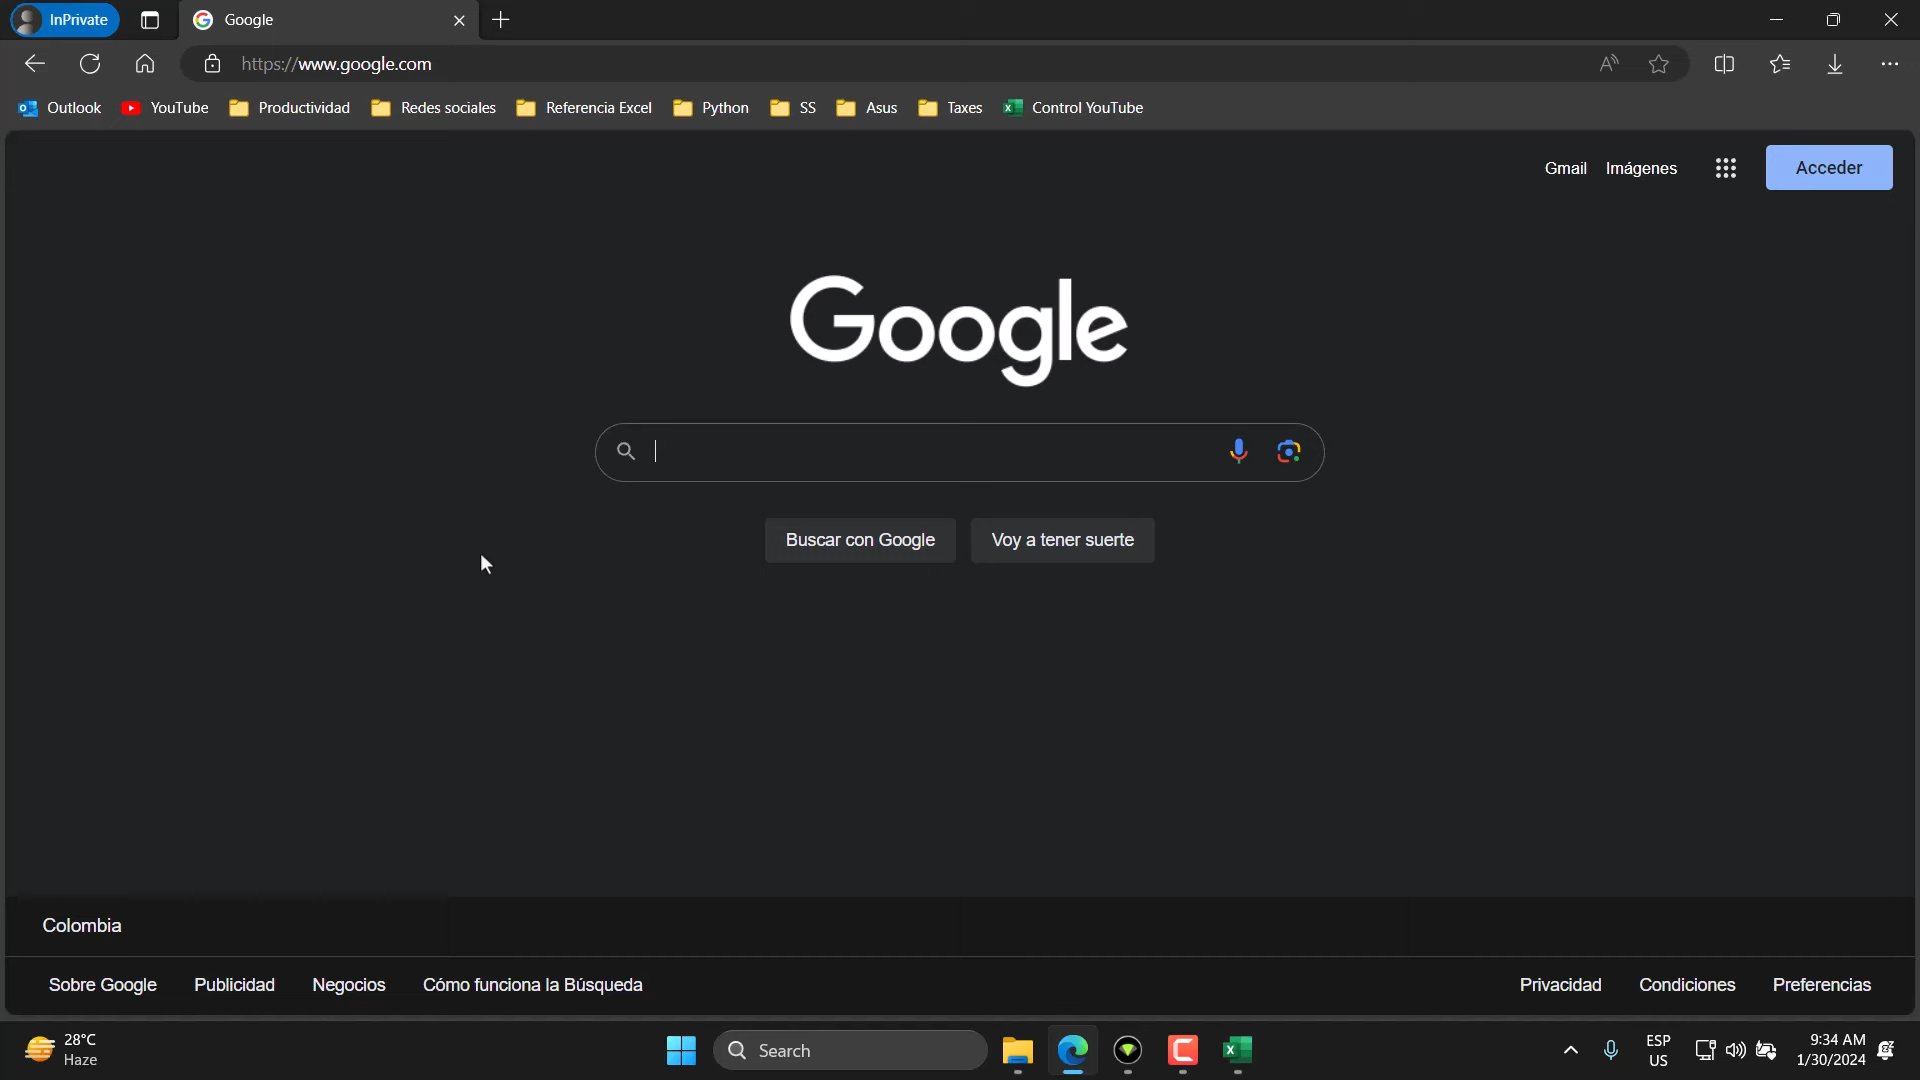 InPrivate
Google
https://www.google.com
Outlook YouTube Productividad Redes sociales Referencia Excel Python SS Asus Taxes Control YouTube
Gmail Imágenes Acceder
Google
Buscar con Google Voy a tener suerte
Colombia
Sobre Google Publicidad Negocios Cómo funciona la Búsqueda Privacidad Condiciones Preferencias
28°C
Haze
Search
ESP
US
9:34 AM
1/30/2024